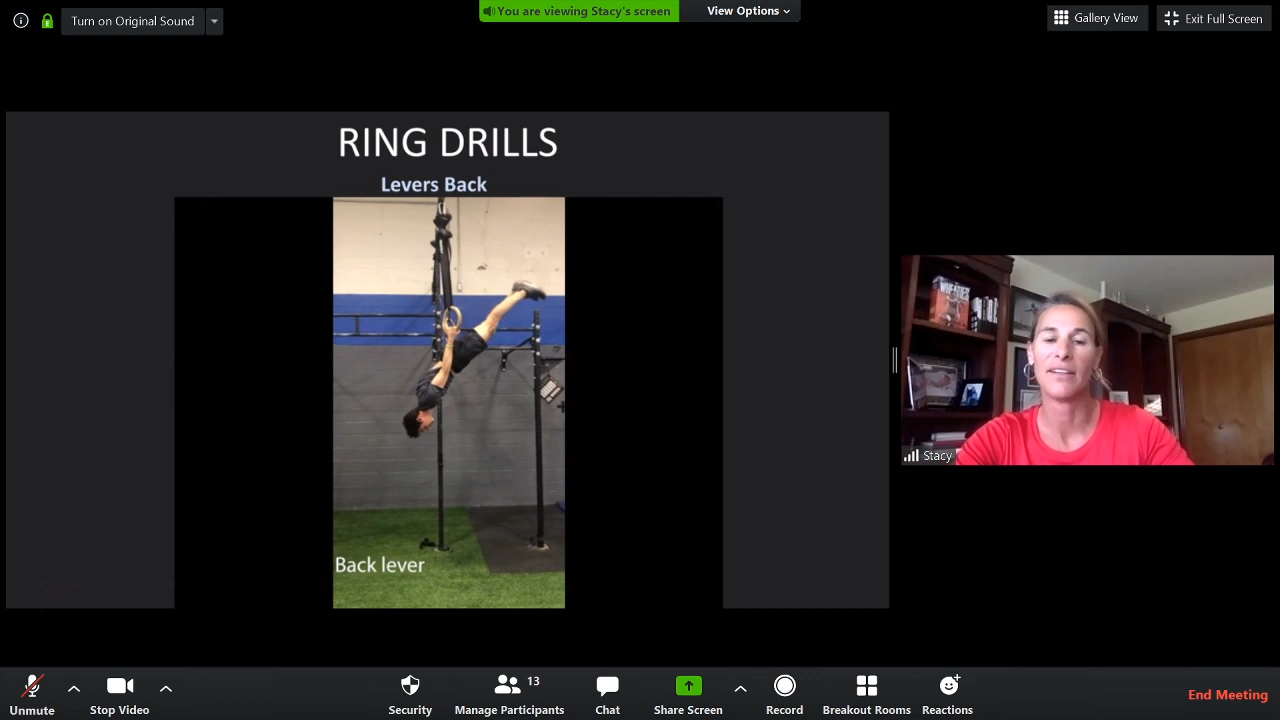 Turn on Original Sound
You are viewing Stacy's screen
View Options
Gallery View
Exit Full Screen
RING DRILLS
Levers Back
WHEATIES
Back lever
Stacy
Unmute
Stop Video
Security
13
Manage Participants
Chat
Share Screen
Record
Breakout Rooms
Reactions
End Meeting